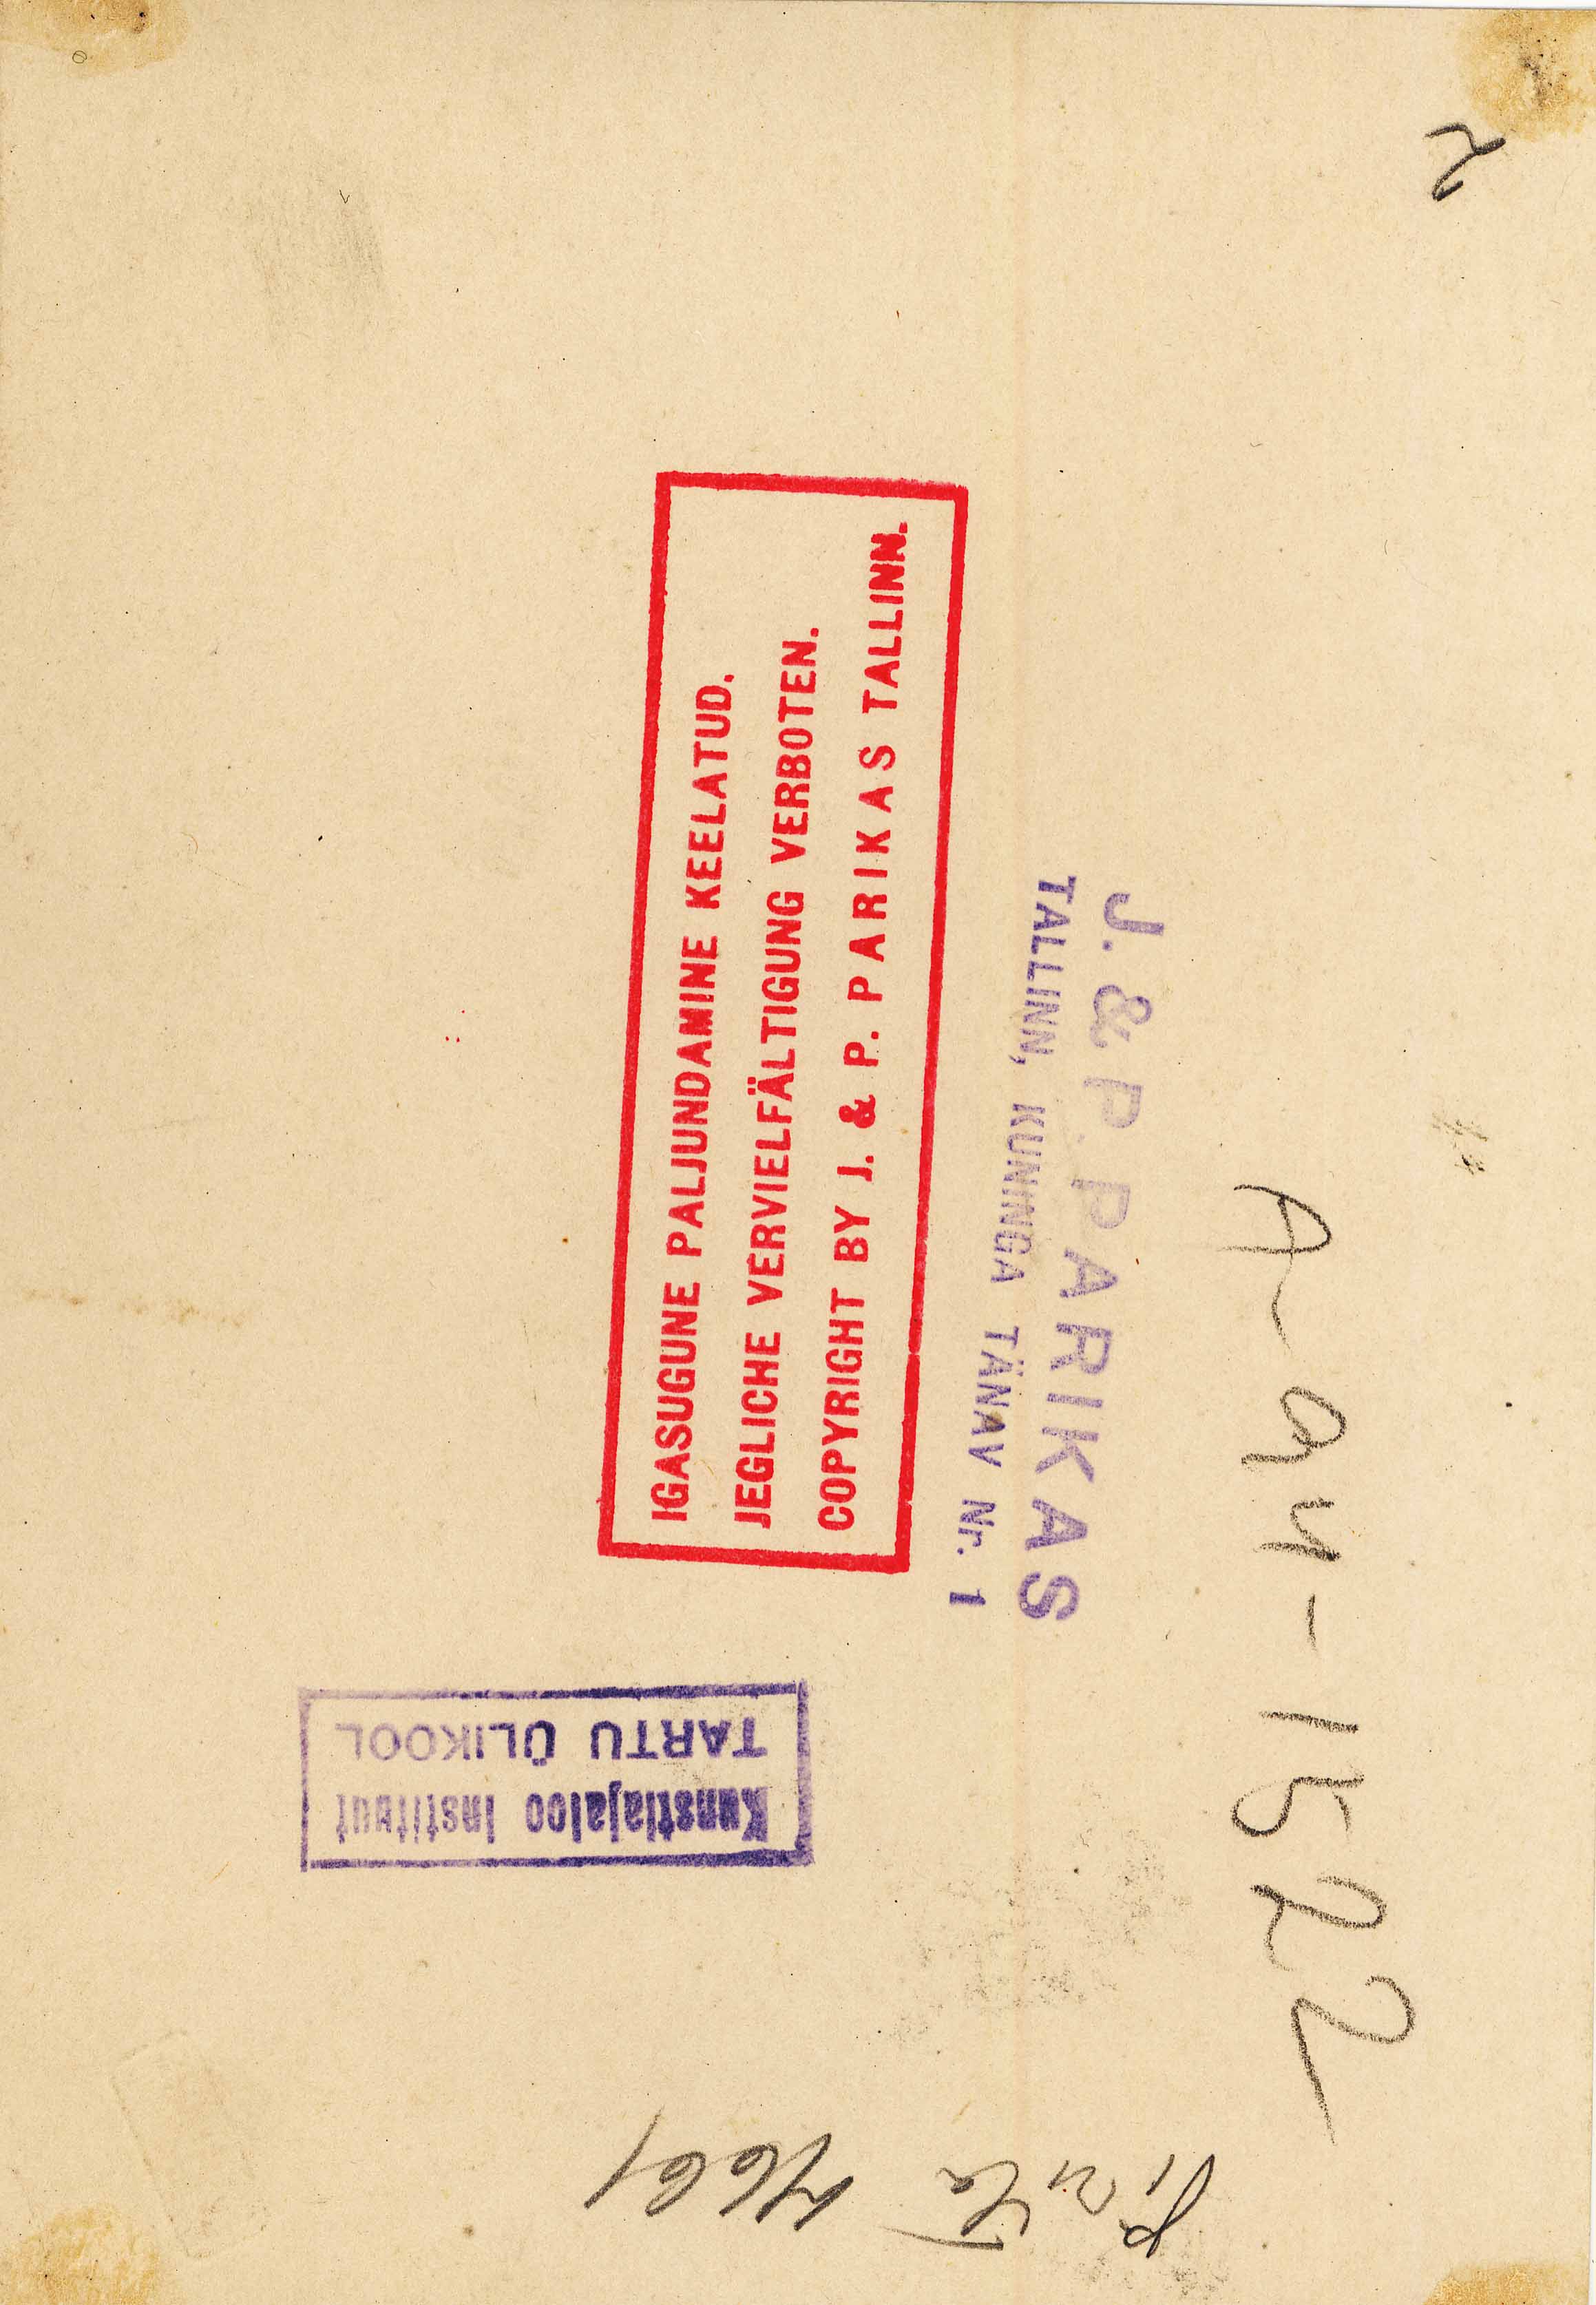 2
IGASUGUNE PALJUNDAMINE KEELATUD.
JEGLICHE VERVIELFÄLTIGUNG VERBOTEN.
COPYRIGHT BY J. & P. PARIKAS TALLINN.
J. & P. PARIKAS
TALLINN, KUNINGA TÄNAV Nr. 1
A-94-1522
Kunstiajaloo Instituut
TARTU ÜLIKOOL